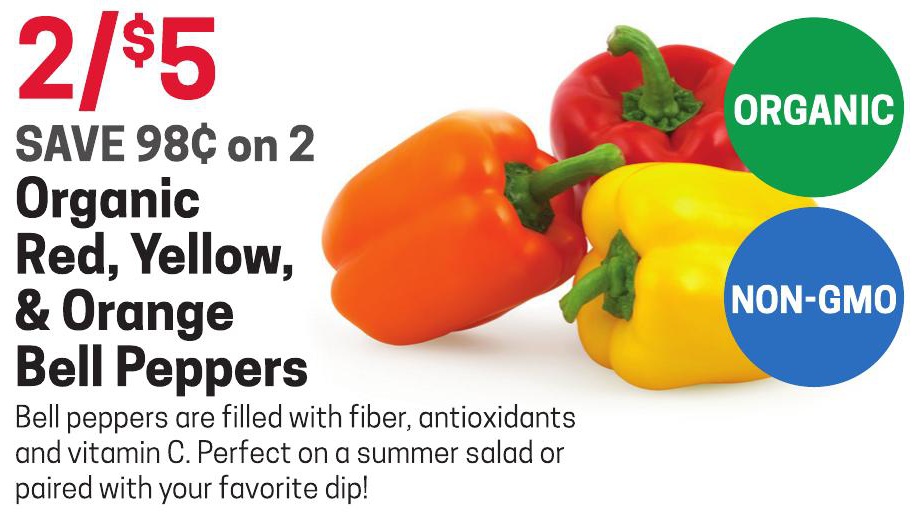 2/$5
SAVE 98¢ on 2
Organic
Red, Yellow,
& Orange
Bell Peppers
Bell peppers are filled with fiber, antioxidants
and vitamin C. Perfect on a summer salad or
paired with your favorite dip!
ORGANIC
NON-GMO